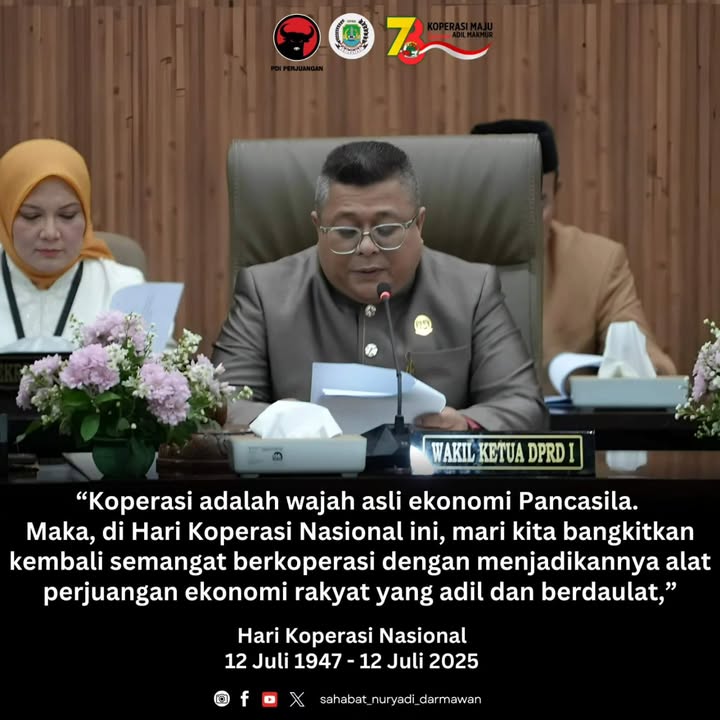 PDI PERJUANGAN
78 KOPERASI MAJU
ADIL MAKMUR
WAKIL KETUA DPRD I
“Koperasi adalah wajah asli ekonomi Pancasila.
Maka, di Hari Koperasi Nasional ini, mari kita bangkitkan
kembali semangat berkoperasi dengan menjadikannya alat
perjuangan ekonomi rakyat yang adil dan berdaulat,”
Hari Koperasi Nasional
12 Juli 1947 - 12 Juli 2025
sahabat_nuryadi_darmawan